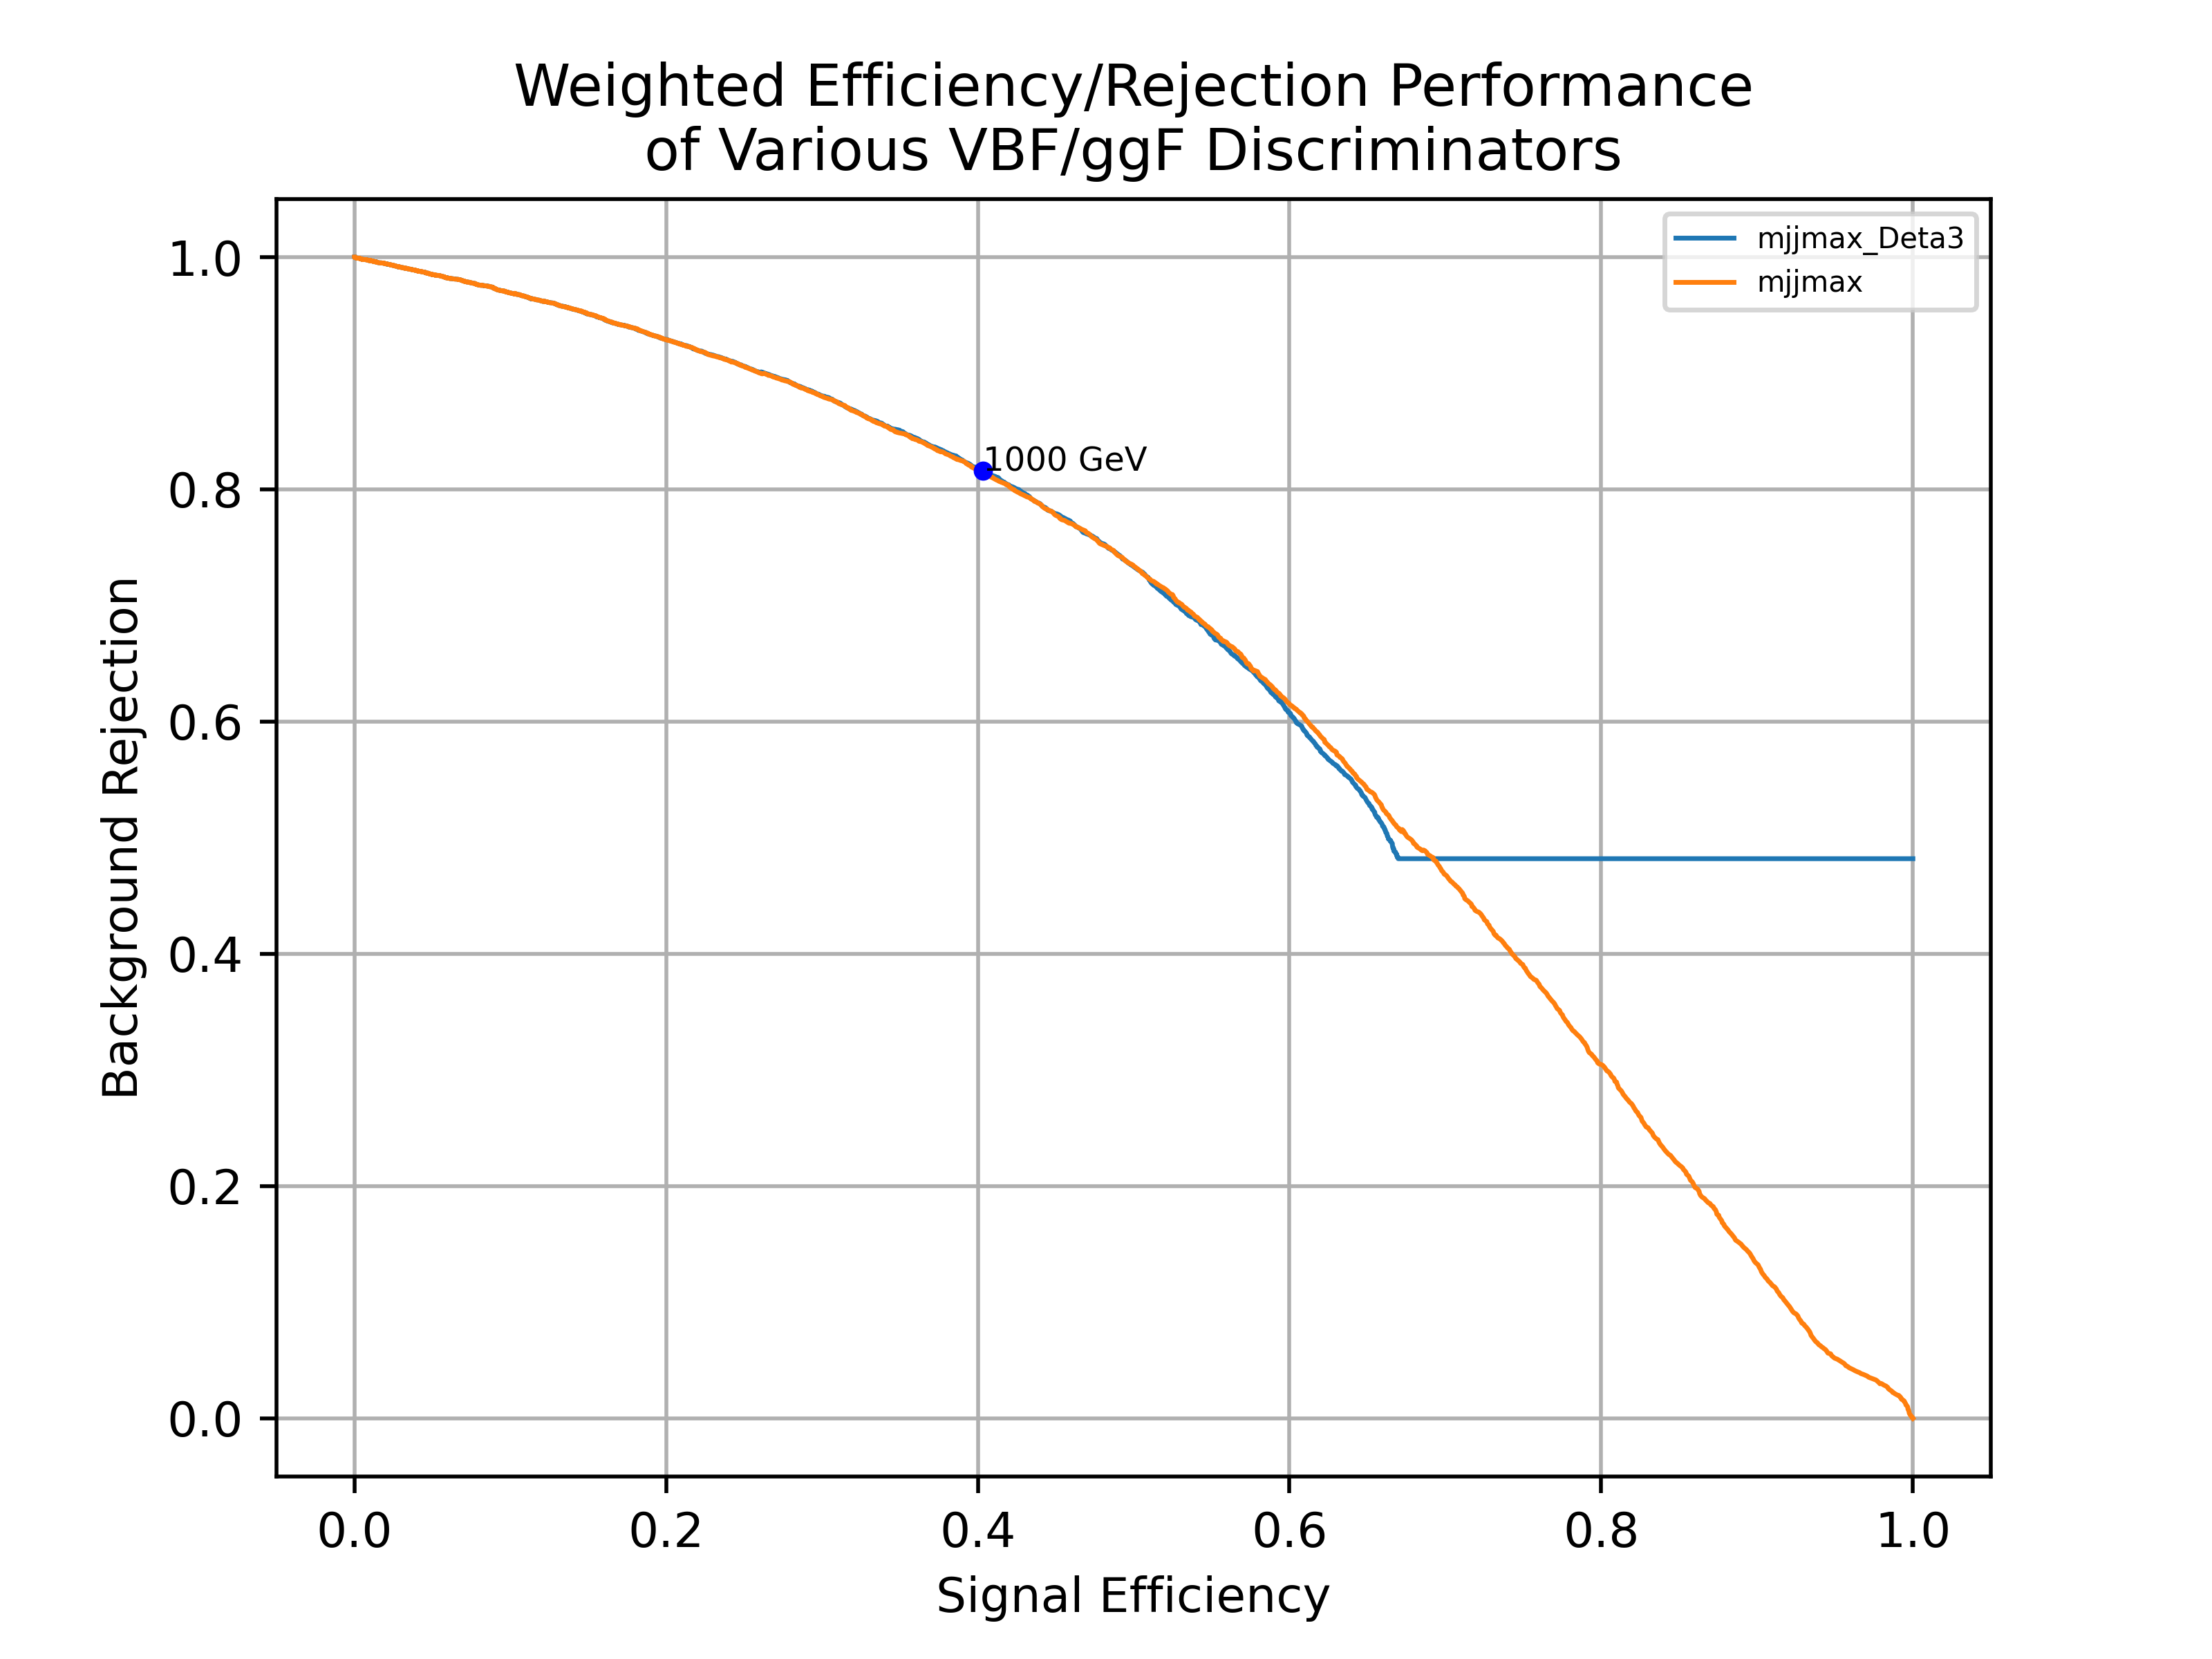 Weighted Efficiency/Rejection Performance
of Various VBF/ggF Discriminators
mjjmax_Deta3
mjjmax
1000 GeV
Background Rejection
1.0
0.8
0.6
0.4
0.2
0.0
0.0 0.2 0.4 0.6 0.8 1.0
Signal Efficiency